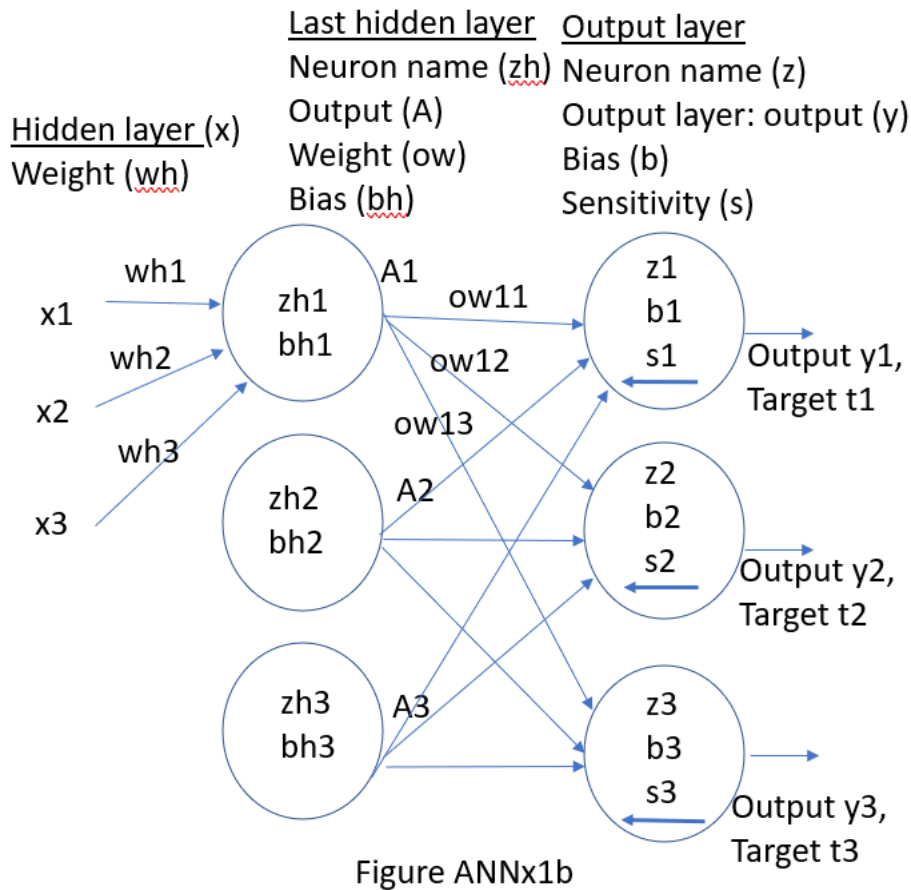 Hidden layer (x)
Weight (wh)
Last hidden layer
Neuron name (zh)
Output (A)
Weight (ow)
Bias (bh)
Output layer
Neuron name (z)
Output layer: output (y)
Bias (b)
Sensitivity (s)
x1
x2
x3
wh1
wh2
wh3
zh1
bh1
zh2
bh2
zh3
bh3
A1
A2
A3
ow11
ow12
ow13
z1
b1
s1
z2
b2
s2
z3
b3
s3
Output y1,
Target t1
Output y2,
Target t2
Output y3,
Target t3
Figure ANNx1b